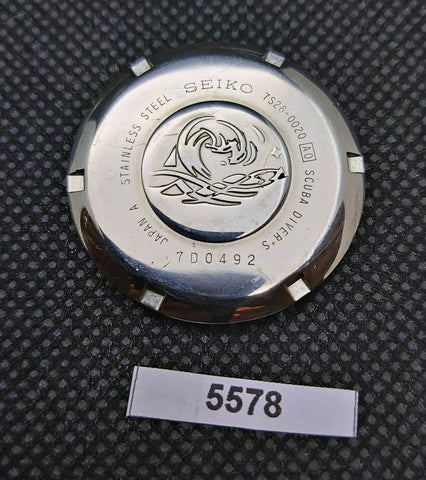 SEIKO
JAPAN A STAINLESS STEEL 7S26-0020 A0 SCUBA DIVER'S
7D0492
5578